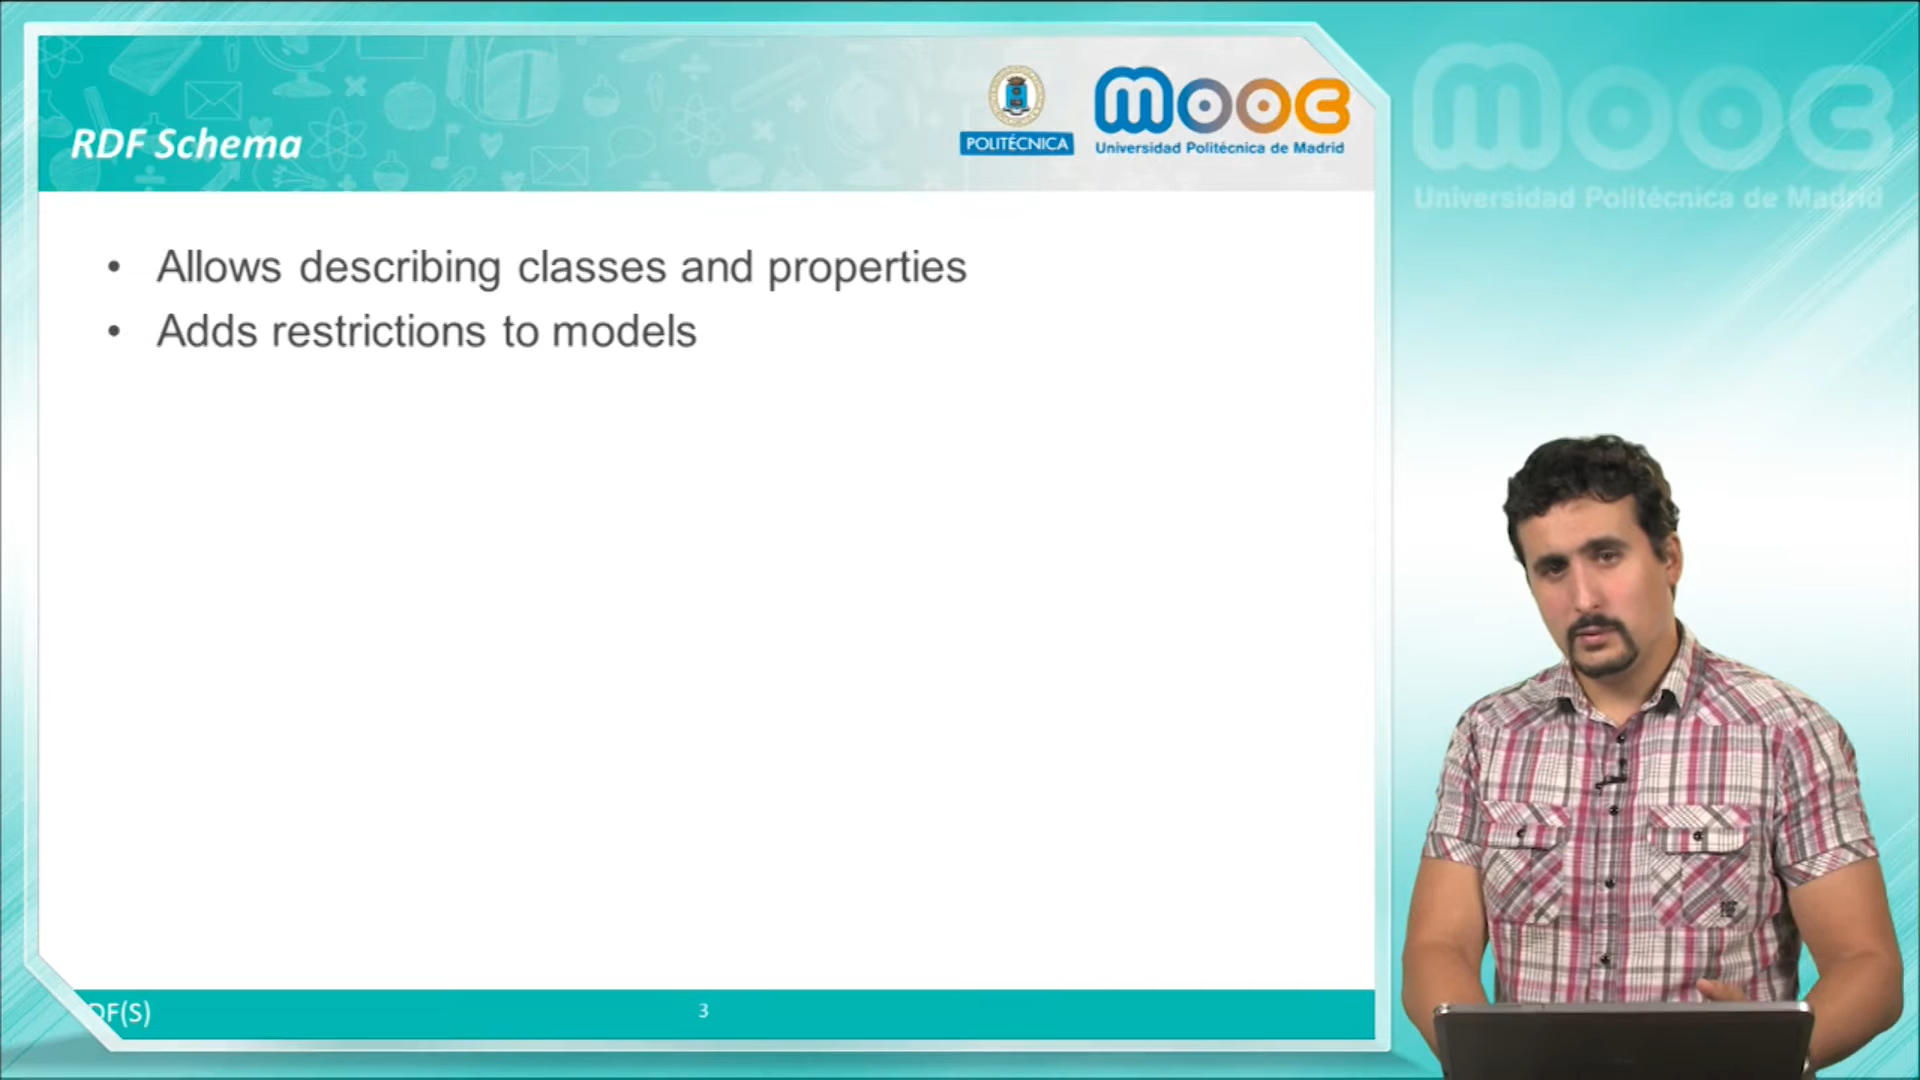 RDF Schema
POLITÉCNICA
mooc
Universidad Politécnica de Madrid
mooc
Universidad Politécnica de Madrid
• Allows describing classes and properties
• Adds restrictions to models
DF(S)
3